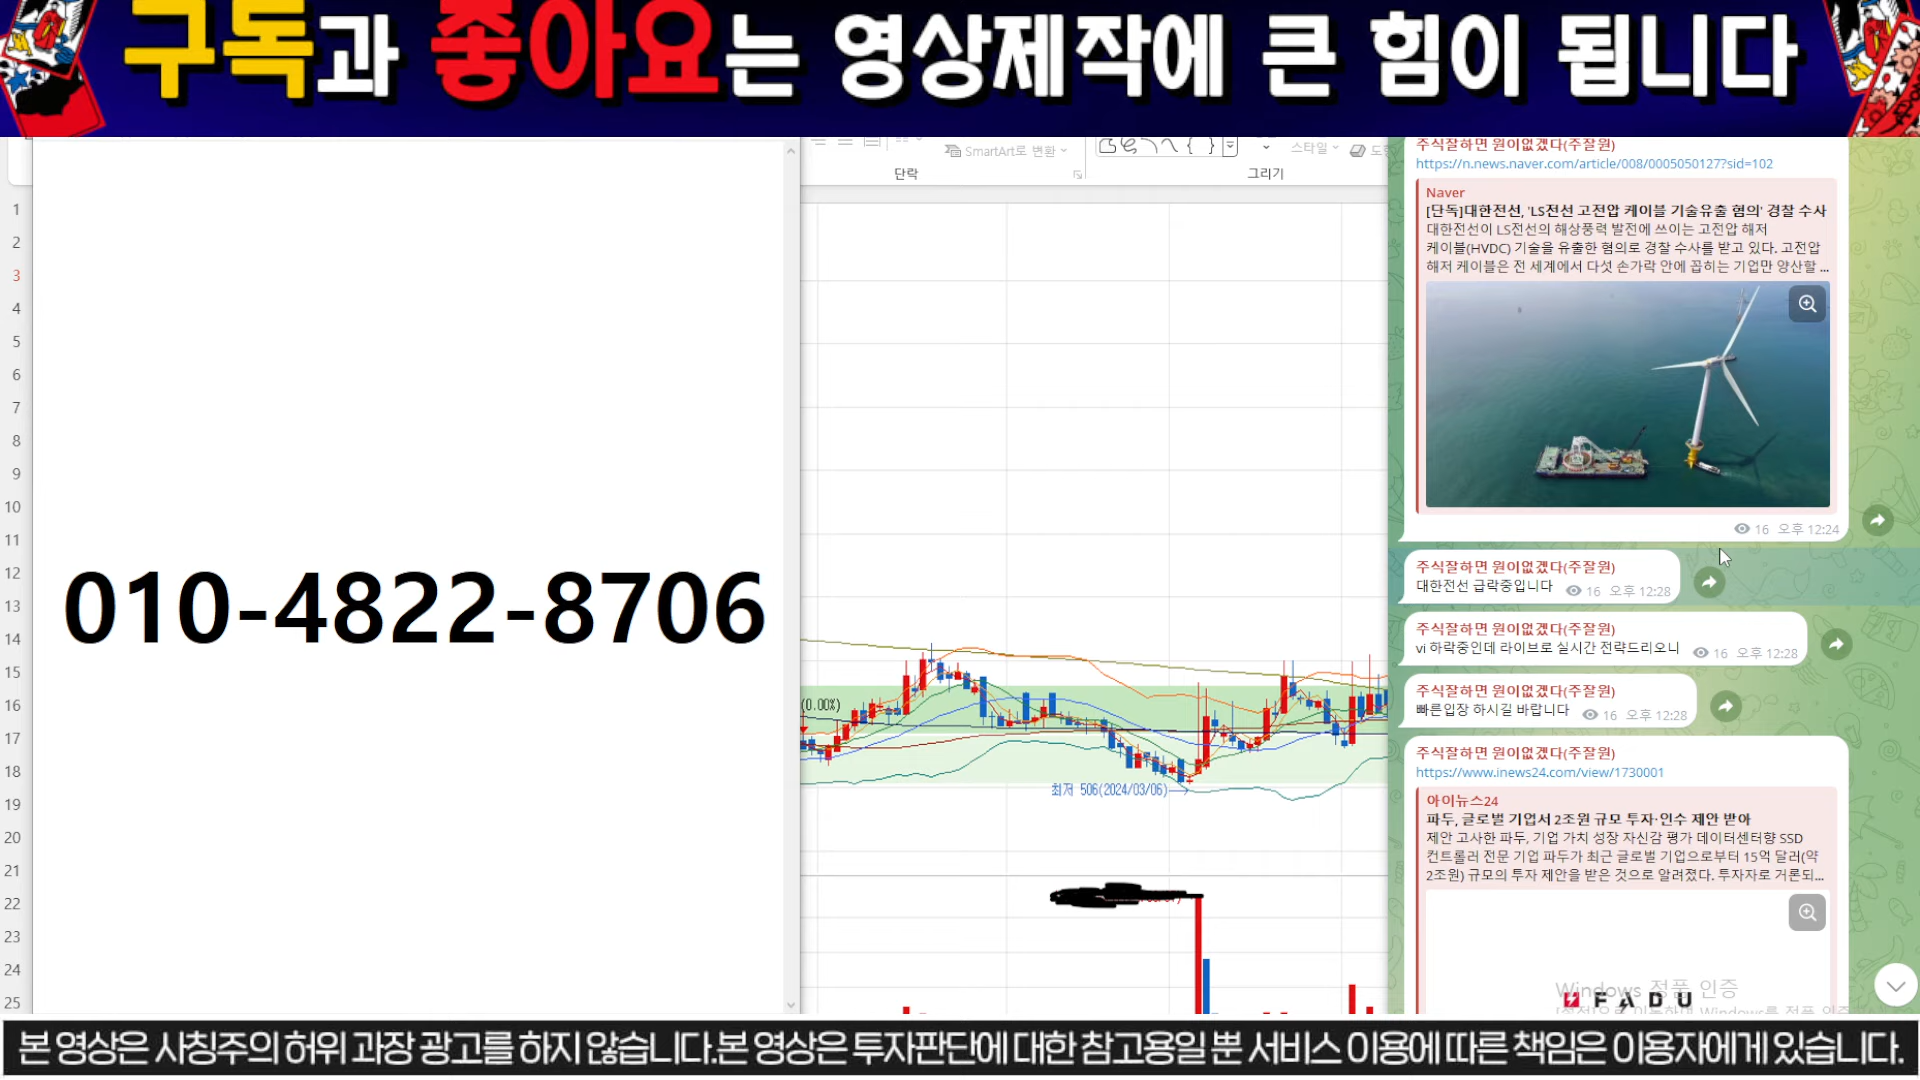 구독과 좋아요는 영상제작에 큰 힘이 됩니다
SmartArt로 변환
스타일
단락
그리기
1
2
3
4
5
6
7
8
9
10
11
12
13
14
15
16
17
18
19
20
21
22
23
24
25
010-4822-8706
(0.00%)
최저 506(2024/03/06)
주식잘하면 원이없겠다(주잘원)
https://n.news.naver.com/article/008/0005050127?sid=102
Naver
[단독]대한전선, 'LS전선 고전압 케이블 기술유출 혐의' 경찰 수사
대한전선이 LS전선의 해상풍력 발전에 쓰이는 고전압 해저
케이블(HVDC) 기술을 유출한 혐의로 경찰 수사를 받고 있다. 고전압
해저 케이블은 전 세계에서 다섯 손가락 안에 꼽히는 기업만 양산할 ...
16 오후 12:24
주식잘하면 원이없겠다(주잘원)
대한전선 급락중입니다 16 오후 12:28
주식잘하면 원이없겠다(주잘원)
vi 하락중인데 라이브로 실시간 전략드리오니 16 오후 12:28
주식잘하면 원이없겠다(주잘원)
빠른입장 하시길 바랍니다 16 오후 12:28
주식잘하면 원이없겠다(주잘원)
https://www.inews24.com/view/1730001
아이뉴스24
파두, 글로벌 기업서 2조원 규모 투자·인수 제안 받아
제안 고사한 파두, 기업 가치 성장 자신감 평가 데이터센터향 SSD
컨트롤러 전문 기업 파두가 최근 글로벌 기업으로부터 15억 달러(약
2조원) 규모의 투자 제안을 받은 것으로 알려졌다. 투자자로 거론되...
Windows 정품 인증
FADU
본 영상은 사칭주의 허위 과장 광고를 하지 않습니다.본 영상은 투자판단에 대한 참고용일 뿐 서비스 이용에 따른 책임은 이용자에게 있습니다.